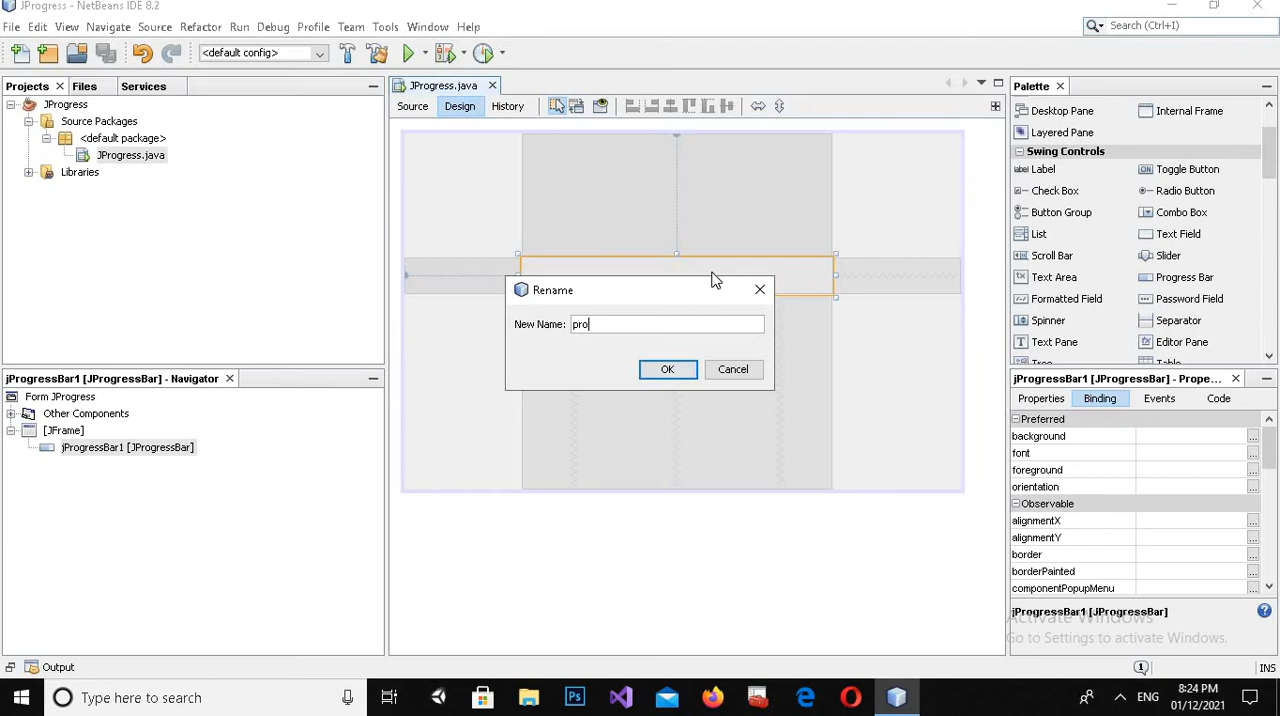 JProgress - NetBeans IDE 8.2
File Edit View Navigate Source Refactor Run Debug Profile Team Tools Window Help
Search (Ctrl+I)
<default config>
Projects Files Services
JProgress
Source Packages
<default package>
JProgress.java
Libraries
JProgress.java
Source Design History
Rename
New Name: pro
OK Cancel
Palette
Desktop Pane Internal Frame
Layered Pane
Swing Controls
label Label ON Toggle Button
Check Box Radio Button
Button Group Combo Box
List Text Field
Scroll Bar Slider
Text Area Progress Bar
Formatted Field Password Field
Spinner Separator
Text Pane Editor Pane
Tree Table
jProgressBar1 [JProgressBar] - Navigator
Form JProgress
Other Components
[JFrame]
jProgressBar1 [JProgressBar]
jProgressBar1 [JProgressBar] - Prope...
Properties Binding Events Code
Preferred
background ...
font ...
foreground ...
orientation ...
Observable
alignmentX ...
alignmentY ...
border ...
borderPainted ...
componentPopupMenu ...
jProgressBar1 [JProgressBar]
Activate Windows
Go to Settings to activate Windows.
Output
1 INS
Type here to search
Ps
ENG
8:24 PM
01/12/2021